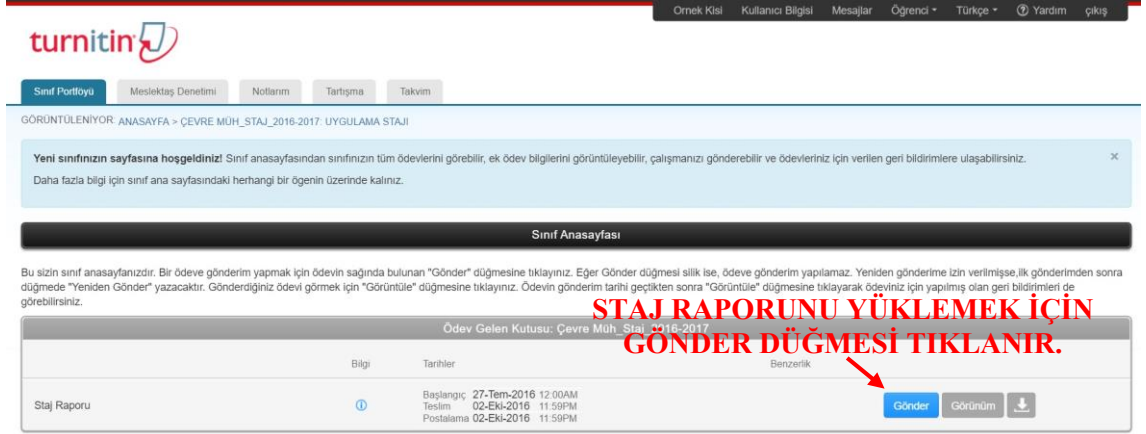 Ornek Kisi Kullanıcı Bilgisi Mesajlar Öğrenci Türkçe Yardım çıkış
turnitin
Sınıf Portföyü Meslektaş Denetimi Notlarım Tartışma Takvim
GÖRÜNTÜLENİYOR: ANASAYFA > ÇEVRE MÜH_STAJ_2016-2017: UYGULAMA STAJI
Yeni sınıfınızın sayfasına hoşgeldiniz! Sınıf anasayfasından sınıfınızın tüm ödevlerini görebilir, ek ödev bilgilerini görüntüleyebilir, çalışmanızı gönderebilir ve ödevleriniz için verilen geri bildirimlere ulaşabilirsiniz. ×
Daha fazla bilgi için sınıf ana sayfasındaki herhangi bir ögenin üzerinde kalınız.
Sınıf Anasayfası
Bu sizin sınıf anasayfanızdır. Bir ödeve gönderim yapmak için ödevin sağında bulunan "Gönder" düğmesine tıklayınız. Eğer Gönder düğmesi silik ise, ödeve gönderim yapılamaz. Yeniden gönderime izin verilmişse,ilk gönderimden sonra
düğmede "Yeniden Gönder" yazacaktır. Gönderdiğiniz ödevi görmek için "Görüntüle" düğmesine tıklayınız. Ödevin gönderim tarihi geçtikten sonra "Görüntüle" düğmesine tıklayarak ödeviniz için yapılmış olan geri bildirimleri de
görebilirsiniz.
STAJ RAPORUNU YÜKLEMEK İÇİN
GÖNDER DÜĞMESİ TIKLANIR.
Ödev Gelen Kutusu: Çevre Müh_Staj_2016-2017
Bilgi Tarihler Benzerlik
Staj Raporu
Başlangıç 27-Tem-2016 12:00AM
Teslim 02-Eki-2016 11:59PM
Postalama 02-Eki-2016 11:59PM
Gönder Görünüm